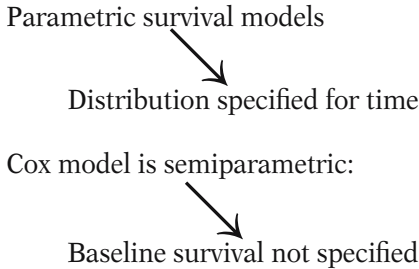 Parametric survival models
Distribution specified for time
Cox model is semiparametric:
Baseline survival not specified